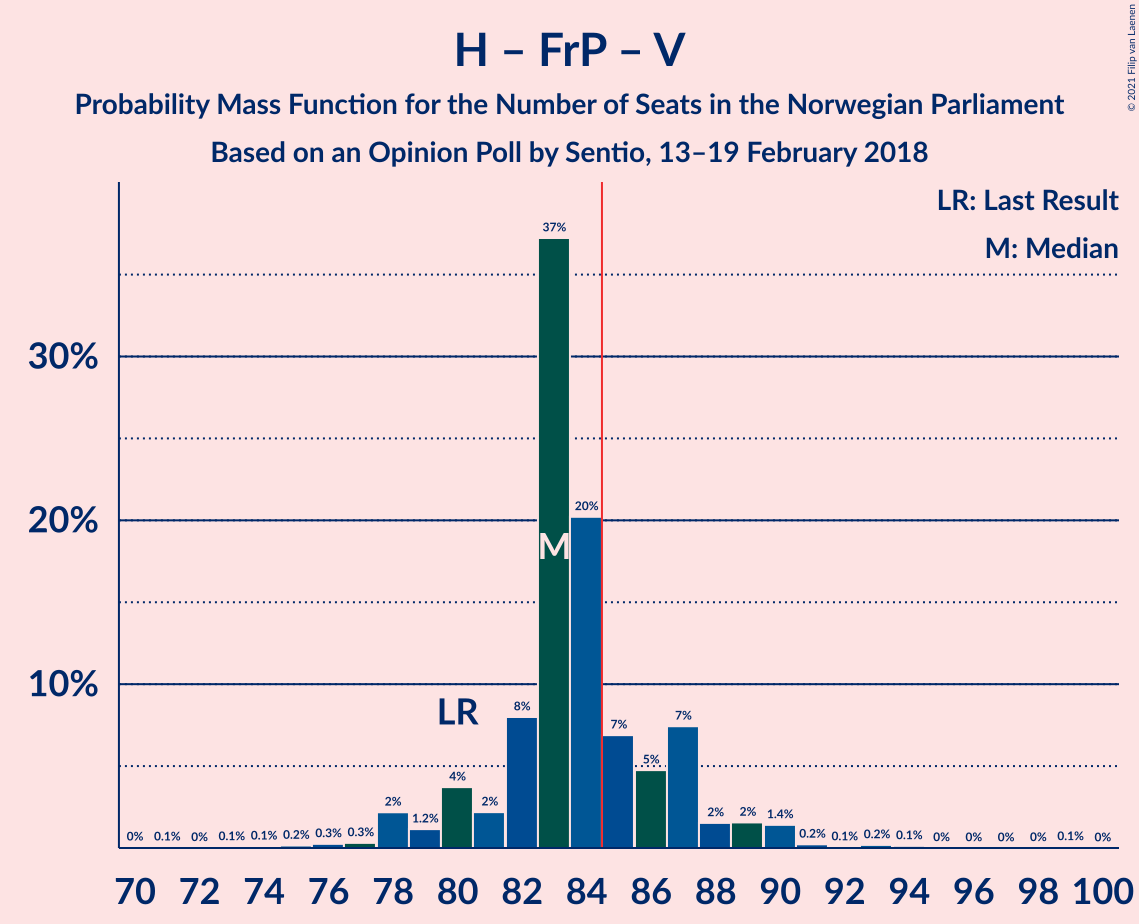 H – FrP – V
Probability Mass Function for the Number of Seats in the Norwegian Parliament
Based on an Opinion Poll by Sentio, 13–19 February 2018
© 2021 Filip van Laenen
LR: Last Result
M: Median
37%
30%
20%
20%
M
10%
LR
8%
7%
7%
5%
4%
2%
1.2%
2%
2%
2%
1.4%
0% 0.1% 0% 0.1% 0.1% 0.2% 0.3% 0.3% 0.2% 0.1% 0.2% 0.1% 0% 0% 0% 0% 0.1% 0%
70 72 74 76 78 80 82 84 86 88 90 92 94 96 98 100